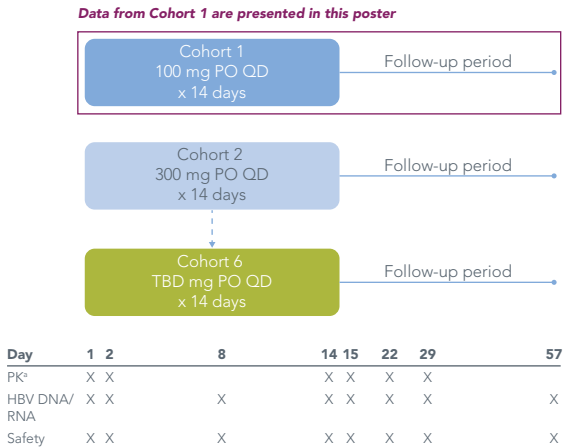 Data from Cohort 1 are presented in this poster
Cohort 1
100 mg PO QD
x 14 days
Follow-up period
Cohort 2
300 mg PO QD
x 14 days
Follow-up period
Cohort 6
TBD mg PO QD
x 14 days
Follow-up period
Day 1 2 8 14 15 22 29 57
PKᵃ X X X X X X
HBV DNA/ X X X X X X X X
RNA
Safety X X X X X X X X